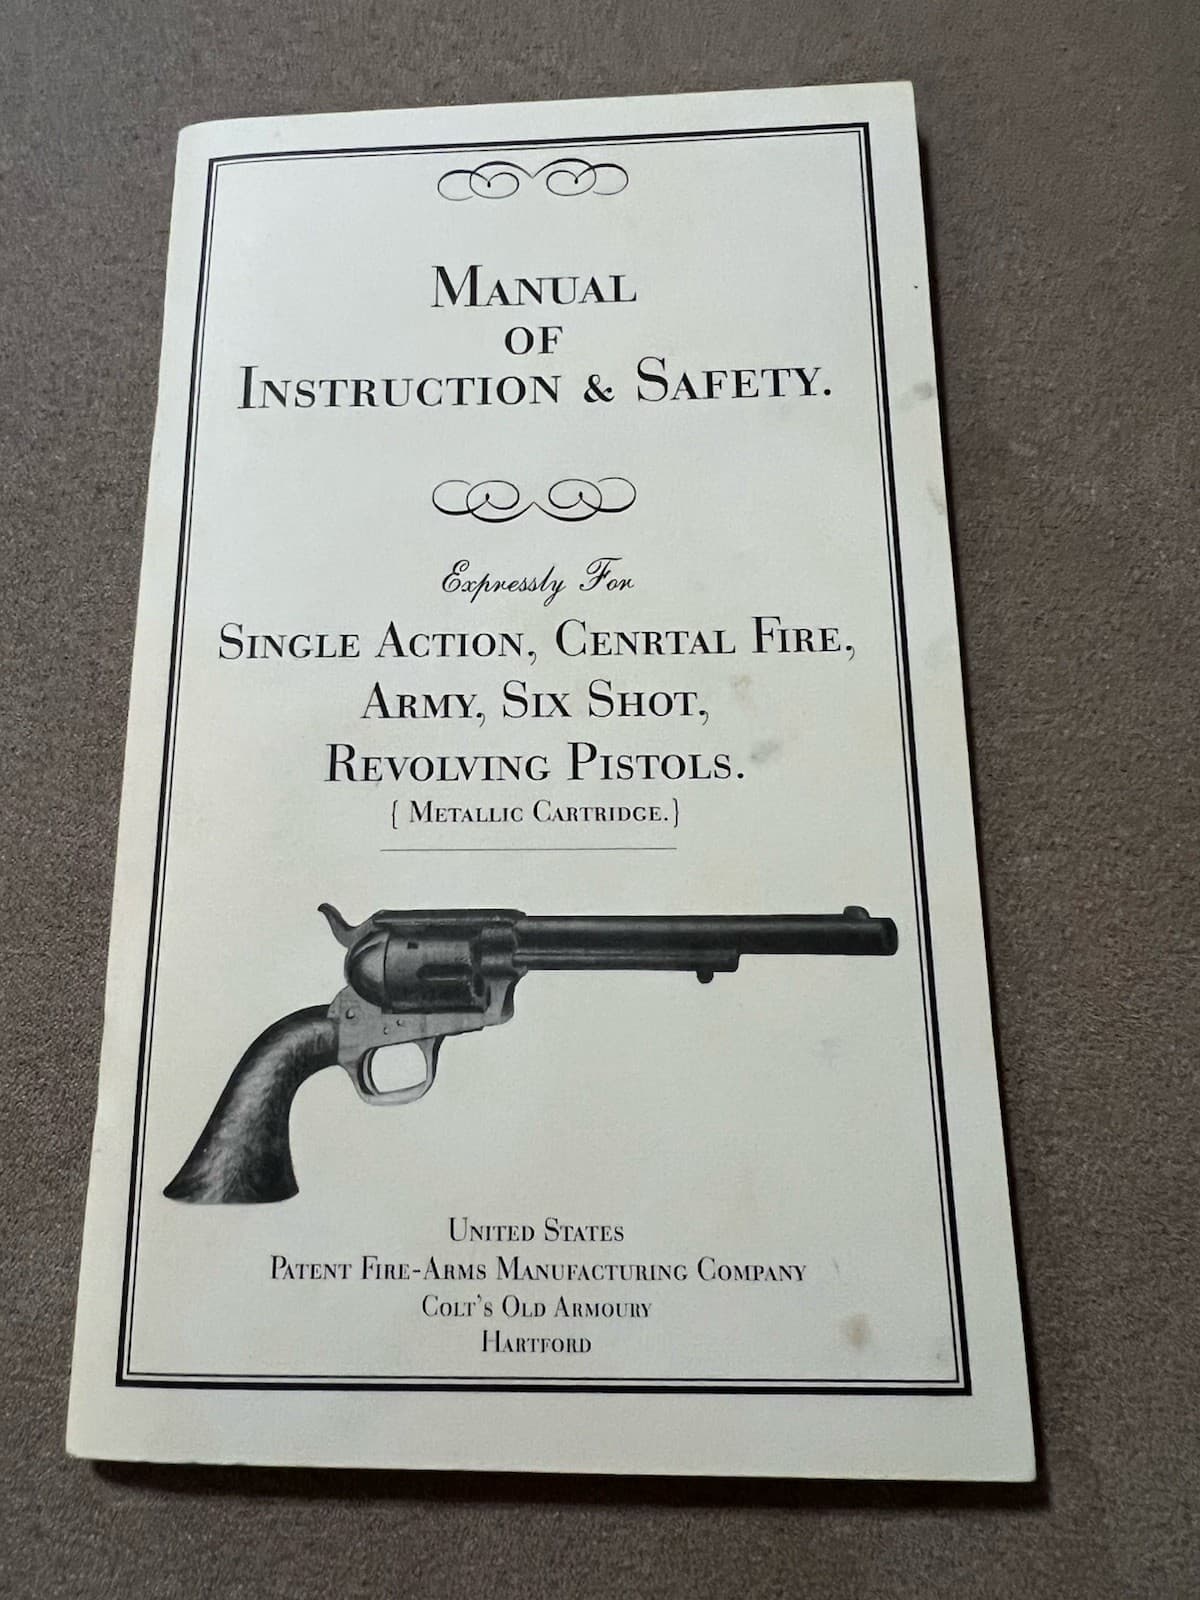 Manual
of
Instruction & Safety.
Expressly For
Single Action, Cenrtal Fire,
Army, Six Shot,
Revolving Pistols.
{ Metallic Cartridge.}
United States
Patent Fire-Arms Manufacturing Company
Colt's Old Armoury
Hartford